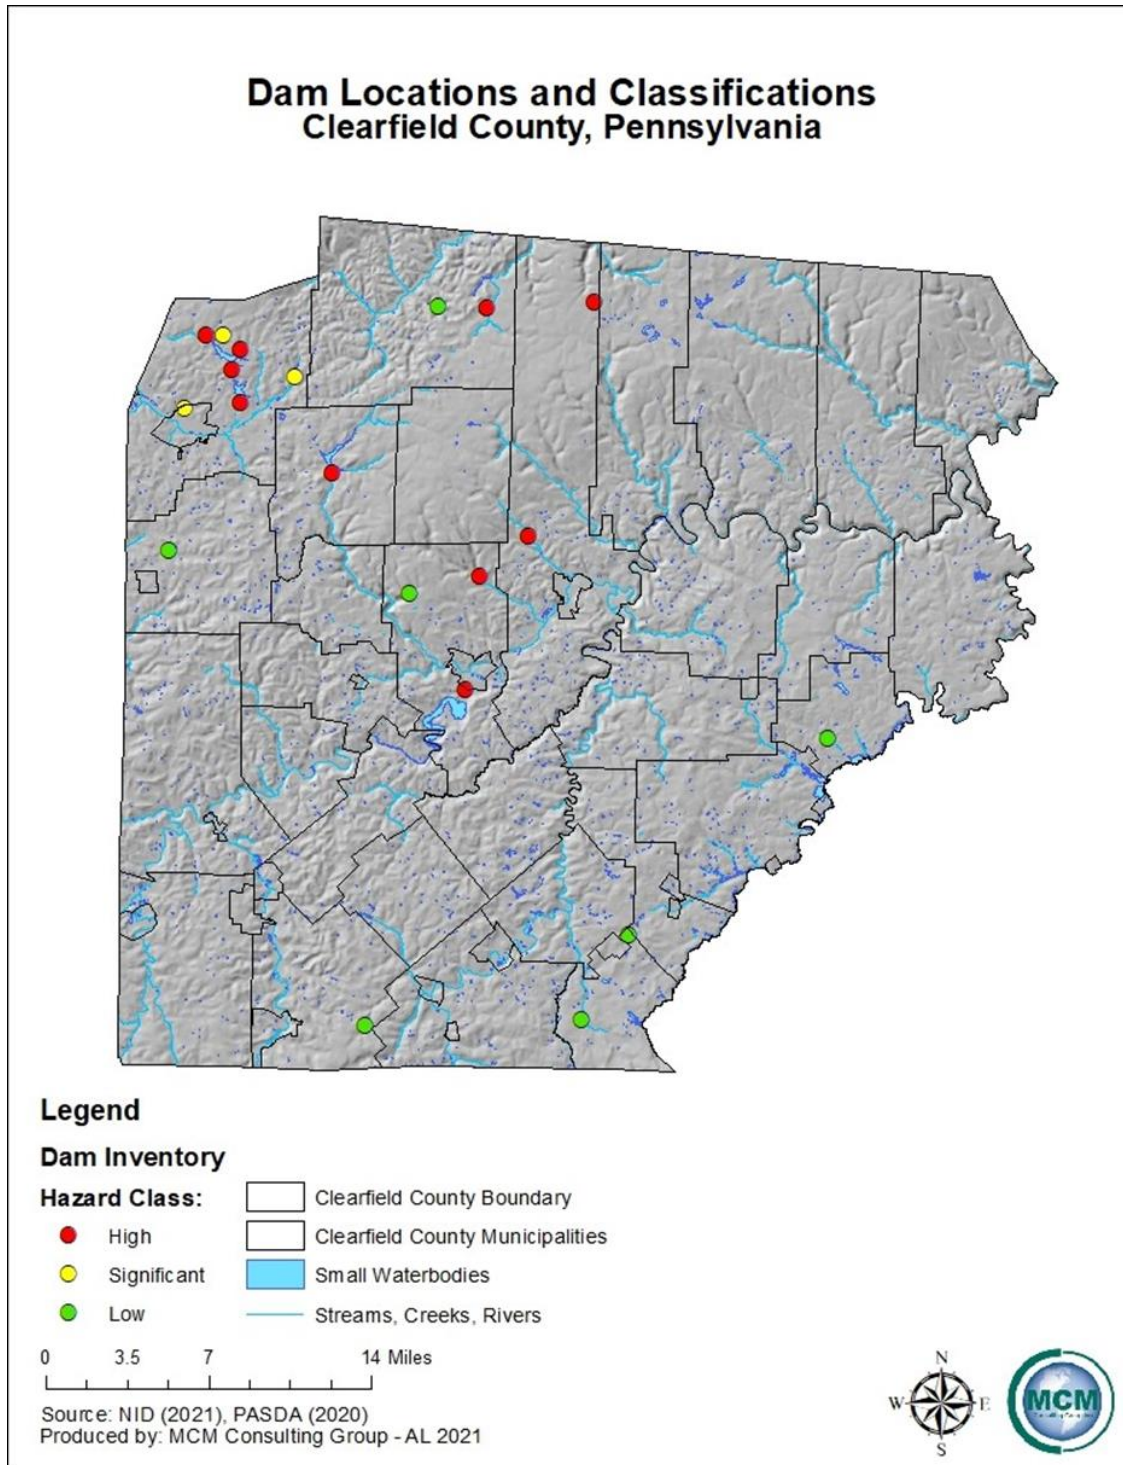 Dam Locations and Classifications
Clearfield County, Pennsylvania
Legend
Dam Inventory
Hazard Class:
High
Significant
Low
Clearfield County Boundary
Clearfield County Municipalities
Small Waterbodies
Streams, Creeks, Rivers
0 3.5 7 14 Miles
Source: NID (2021), PASDA (2020)
Produced by: MCM Consulting Group - AL 2021
N
W E
S
MCM